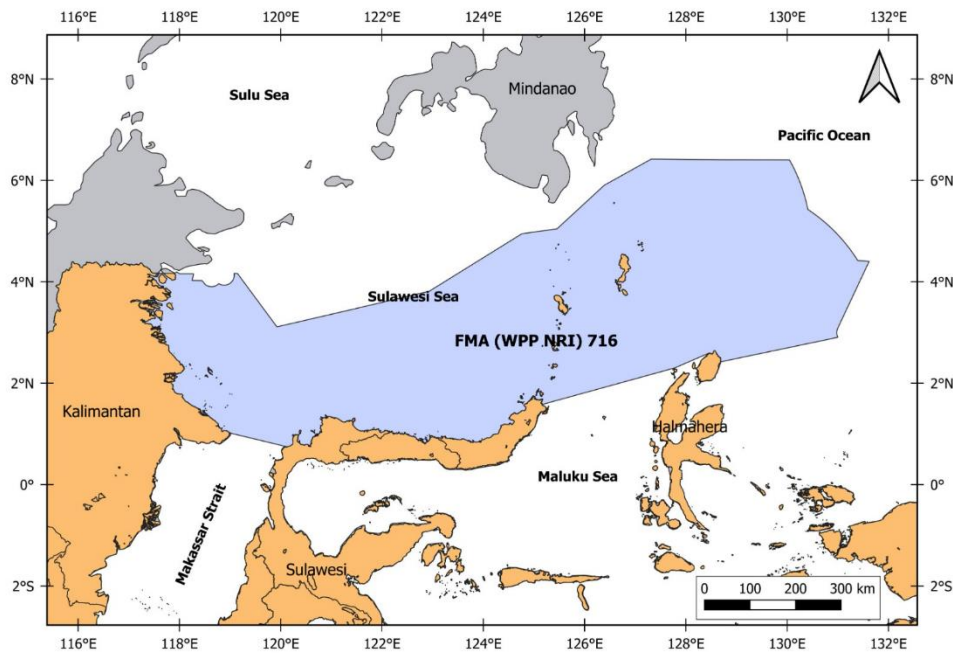 116°E 118°E 120°E 122°E 124°E 126°E 128°E 130°E 132°E
8°N 8°N
Mindanao
Sulu Sea
Pacific Ocean
6°N 6°N
4°N 4°N
Sulawesi Sea
FMA (WPP NRI) 716
2°N 2°N
Kalimantan
Halmahera
Maluku Sea
0° 0°
Makassar Strait
Sulawesi
2°S 2°S
0 100 200 300 km
116°E 118°E 120°E 122°E 124°E 126°E 128°E 130°E 132°E